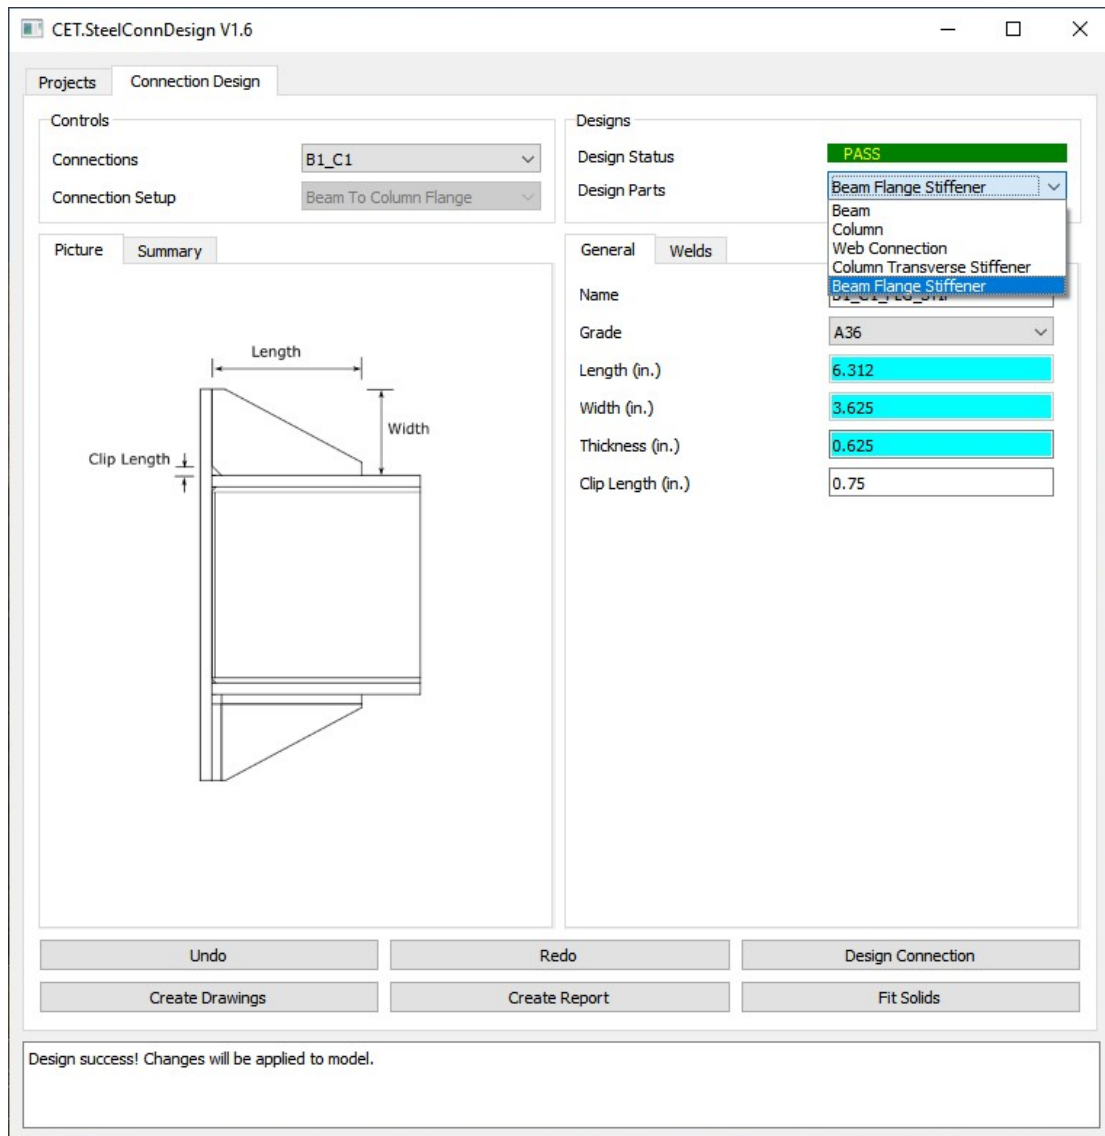 CET.SteelConnDesign V1.6
Projects
Connection Design
Controls
Connections
B1_C1
Connection Setup
Beam To Column Flange
Designs
Design Status
PASS
Design Parts
Beam Flange Stiffener
Beam
Column
Web Connection
Column Transverse Stiffener
Beam Flange Stiffener
Picture
Summary
Length
Width
Clip Length
General
Welds
Name
Grade
A36
Length (in.)
6.312
Width (in.)
3.625
Thickness (in.)
0.625
Clip Length (in.)
0.75
Undo
Redo
Design Connection
Create Drawings
Create Report
Fit Solids
Design success! Changes will be applied to model.